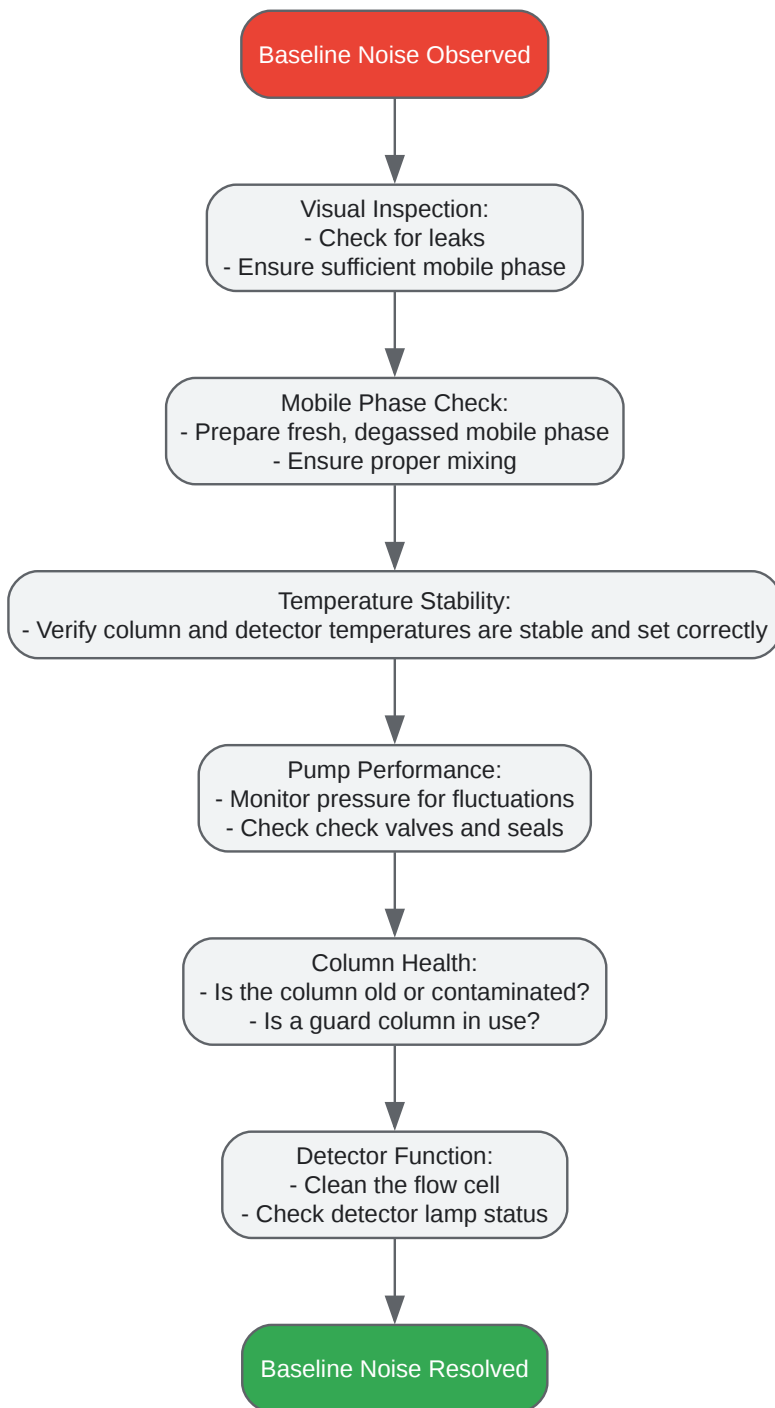 Baseline Noise Observed
Visual Inspection:
- Check for leaks
- Ensure sufficient mobile phase
Mobile Phase Check:
- Prepare fresh, degassed mobile phase
- Ensure proper mixing
Temperature Stability:
- Verify column and detector temperatures are stable and set correctly
Pump Performance:
- Monitor pressure for fluctuations
- Check check valves and seals
Column Health:
- Is the column old or contaminated?
- Is a guard column in use?
Detector Function:
- Clean the flow cell
- Check detector lamp status
Baseline Noise Resolved